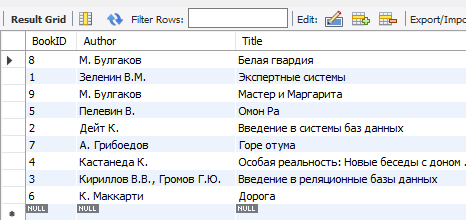 Result Grid Filter Rows: Edit: Export/Impo
BookID Author Title
8 М. Булгаков Белая гвардия
1 Зеленин В.М. Экспертные системы
9 М. Булгаков Мастер и Маргарита
5 Пелевин В. Омон Ра
2 Дейт К. Введение в системы баз данных
7 А. Грибоедов Горе отума
4 Кастанеда К. Особая реальность: Новые беседы с доном .
3 Кириллов В.В., Громов Г.Ю. Введение в реляционные базы данных
6 К. Маккарти Дорога
NULL NULL NULL